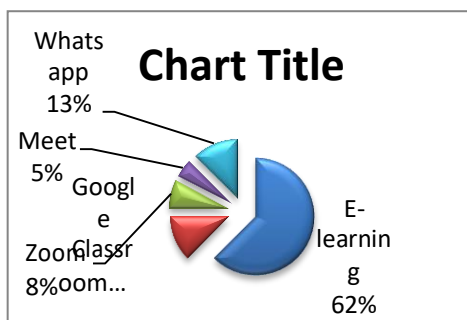 Chart Title
Whats
app
13%
Meet
5%
Googl
e
Classr
oom...
Zoom
8%
E-
learnin
g
62%